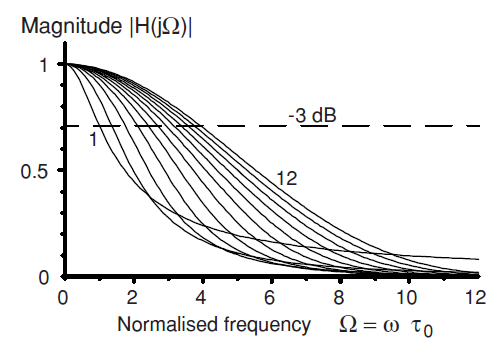 Magnitude |H(jΩ)|
1
-3 dB
1
0.5
12
0
0 2 4 6 8 10 12
Normalised frequency Ω = ω τ0